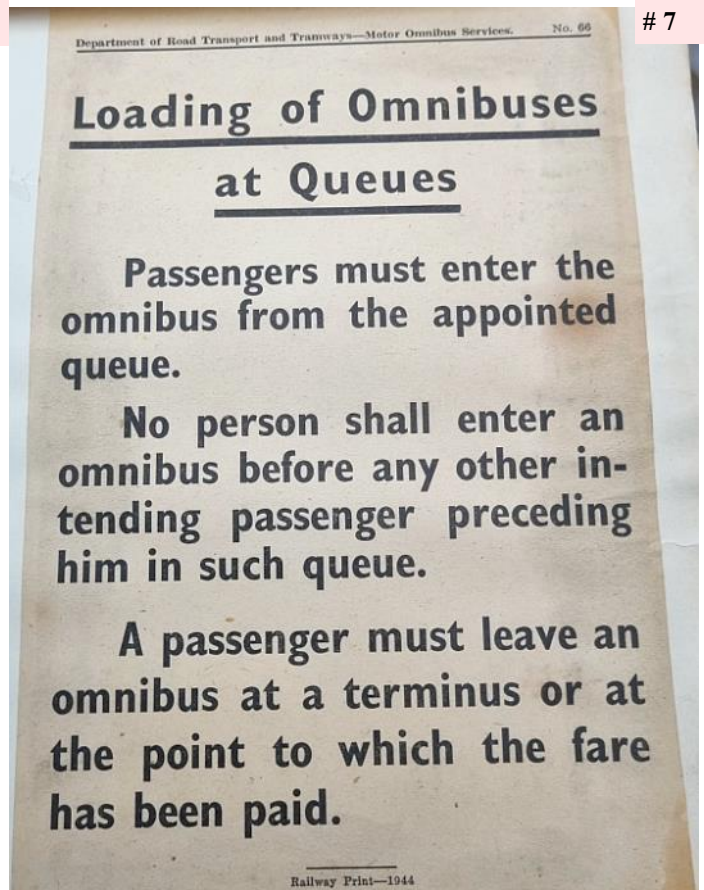 # 7
Department of Road Transport and Tramways—Motor Omnibus Services. No. 66
Loading of Omnibuses
at Queues
Passengers must enter the
omnibus from the appointed
queue.
No person shall enter an
omnibus before any other in-
tending passenger preceding
him in such queue.
A passenger must leave an
omnibus at a terminus or at
the point to which the fare
has been paid.
Railway Print—1944